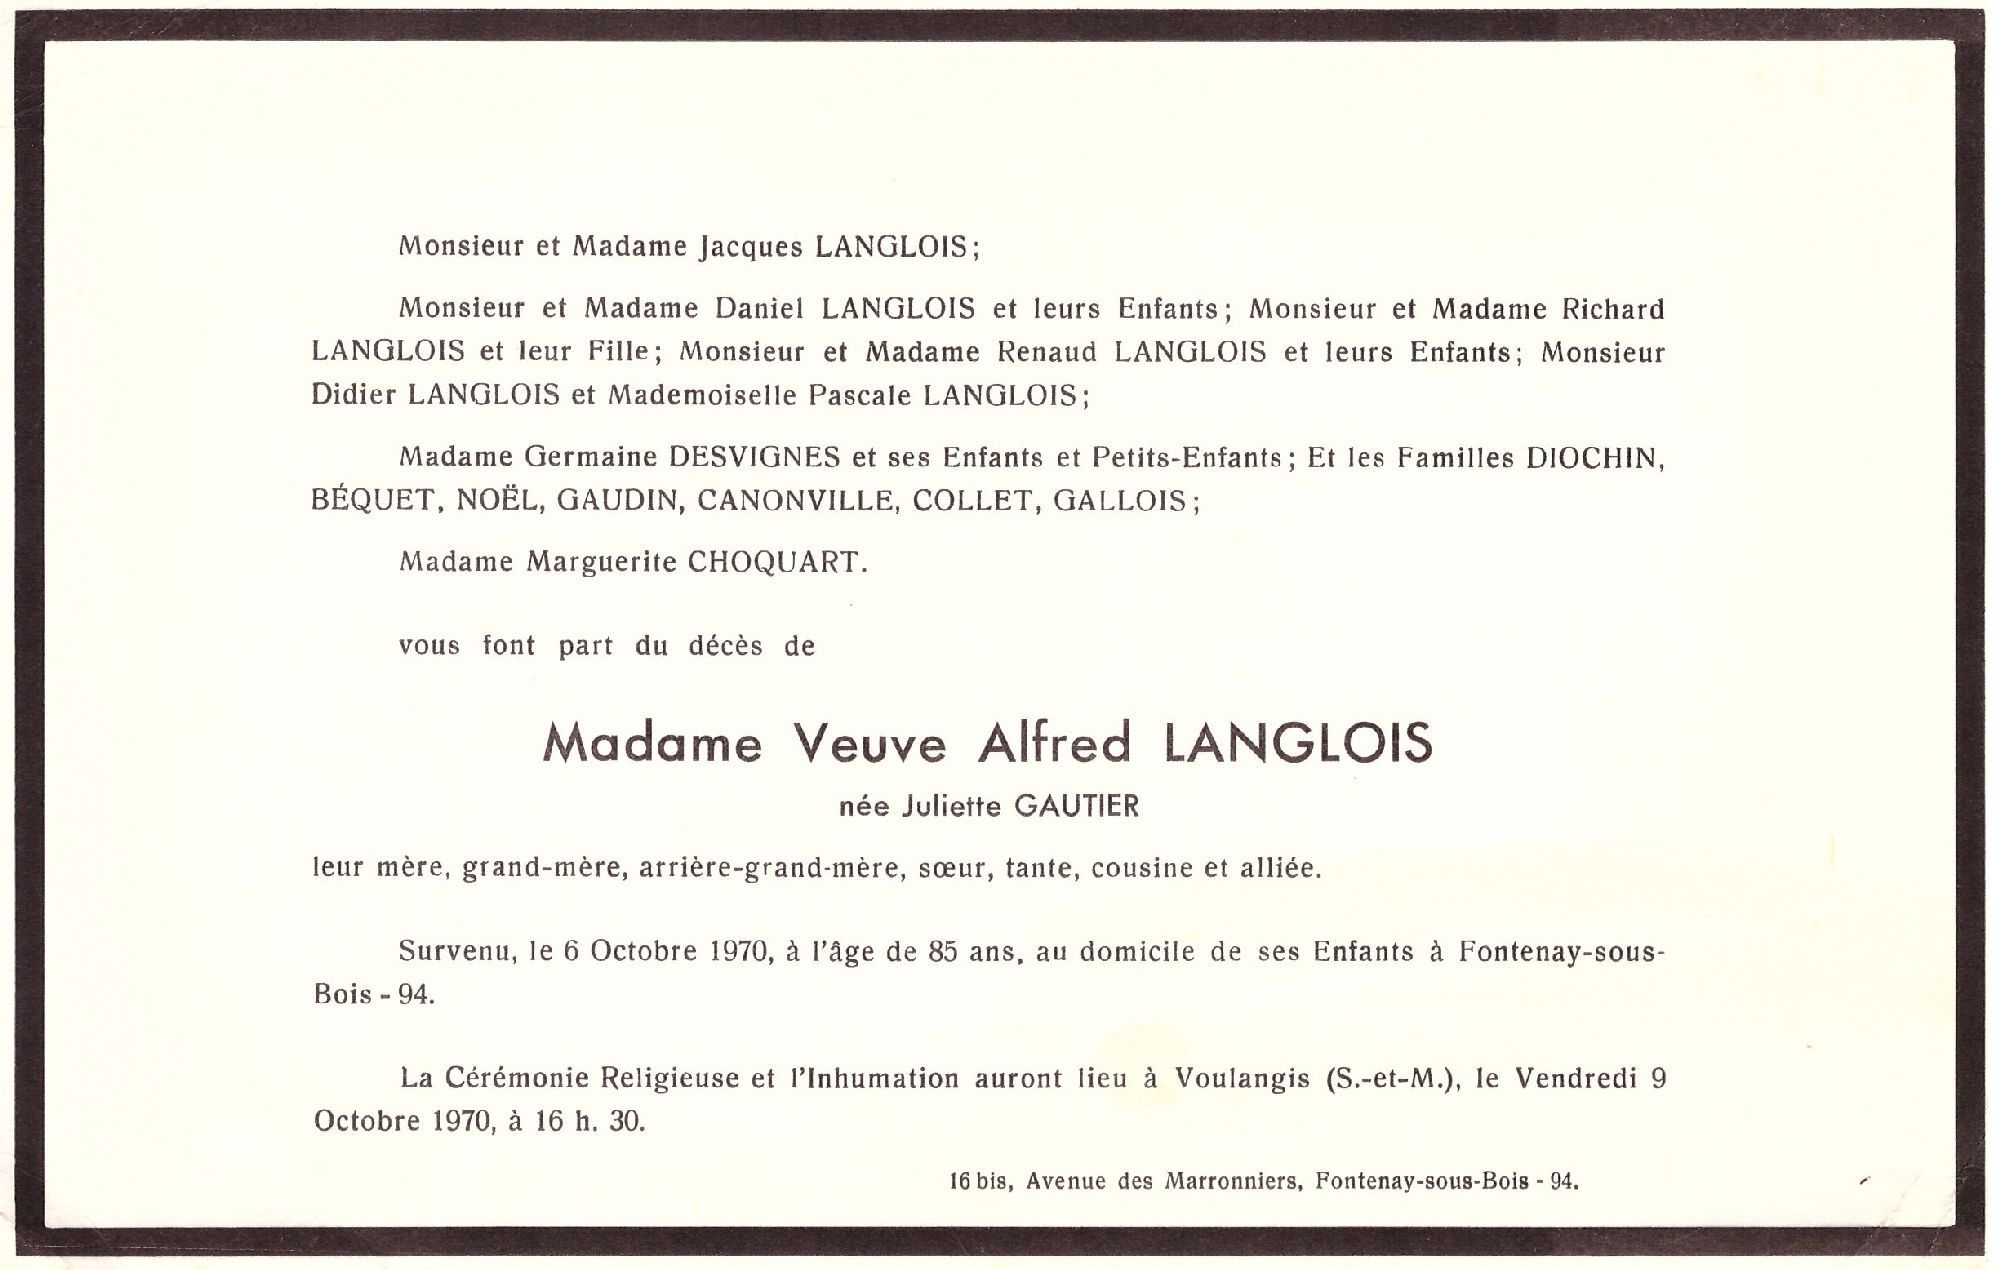 Monsieur et Madame Jacques LANGLOIS;
Monsieur et Madame Daniel LANGLOIS et leurs Enfants; Monsieur et Madame Richard
LANGLOIS et leur Fille; Monsieur et Madame Renaud LANGLOIS et leurs Enfants; Monsieur
Didier LANGLOIS et Mademoiselle Pascale LANGLOIS;
Madame Germaine DESVIGNES et ses Enfants et Petits-Enfants; Et les Familles DIOCHIN,
BÉQUET, NOËL, GAUDIN, CANONVILLE, COLLET, GALLOIS;
Madame Marguerite CHOQUART.
vous font part du décès de
Madame Veuve Alfred LANGLOIS
née Juliette GAUTIER
leur mère, grand-mère, arrière-grand-mère, sœur, tante, cousine et alliée.
Survenu, le 6 Octobre 1970, à l'âge de 85 ans, au domicile de ses Enfants à Fontenay-sous-
Bois - 94.
La Cérémonie Religieuse et l'Inhumation auront lieu à Voulangis (S.-et-M.), le Vendredi 9
Octobre 1970, à 16 h. 30.
16 bis, Avenue des Marronniers, Fontenay-sous-Bois - 94.